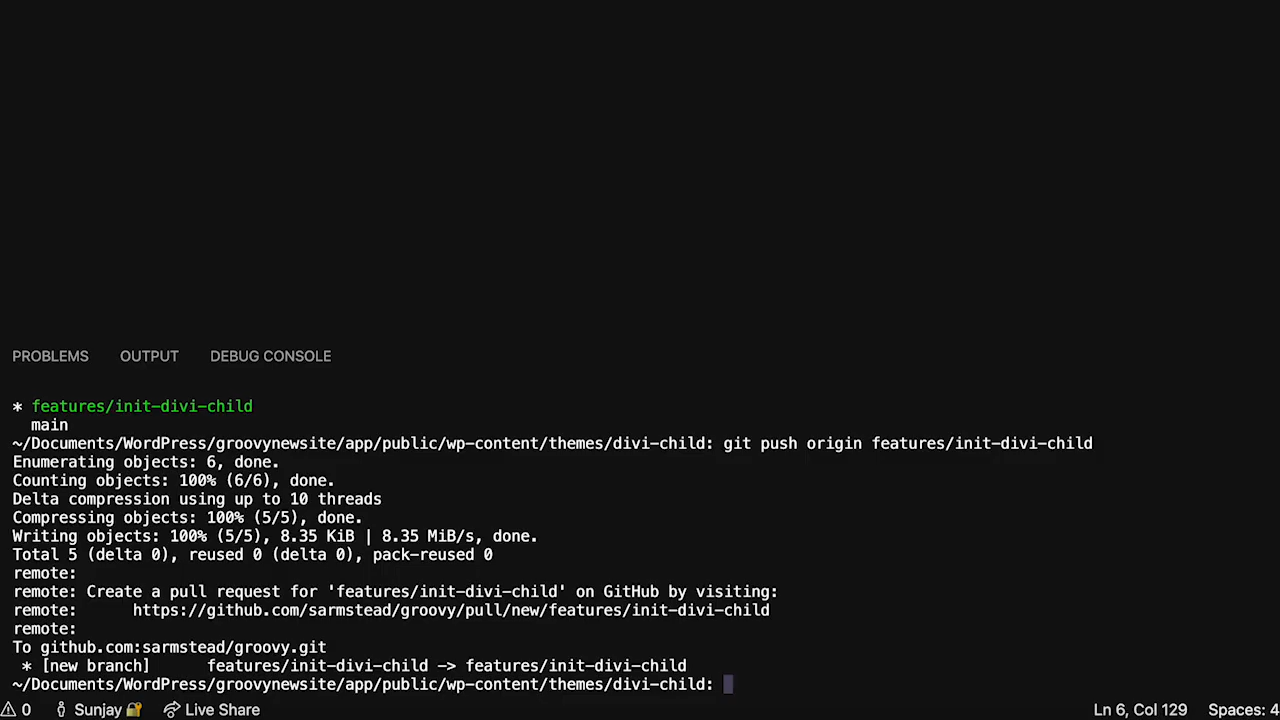 PROBLEMS OUTPUT DEBUG CONSOLE
* features/init-divi-child
main
~/Documents/WordPress/groovynewsite/app/public/wp-content/themes/divi-child: git push origin features/init-divi-child
Enumerating objects: 6, done.
Counting objects: 100% (6/6), done.
Delta compression using up to 10 threads
Compressing objects: 100% (5/5), done.
Writing objects: 100% (5/5), 8.35 KiB | 8.35 MiB/s, done.
Total 5 (delta 0), reused 0 (delta 0), pack-reused 0
remote:
remote: Create a pull request for 'features/init-divi-child' on GitHub by visiting:
remote:      https://github.com/sarmstead/groovy/pull/new/features/init-divi-child
remote:
To github.com:sarmstead/groovy.git
* [new branch]      features/init-divi-child -> features/init-divi-child
~/Documents/WordPress/groovynewsite/app/public/wp-content/themes/divi-child:
0 Sunjay 🔐 Live Share Ln 6, Col 129 Spaces: 4